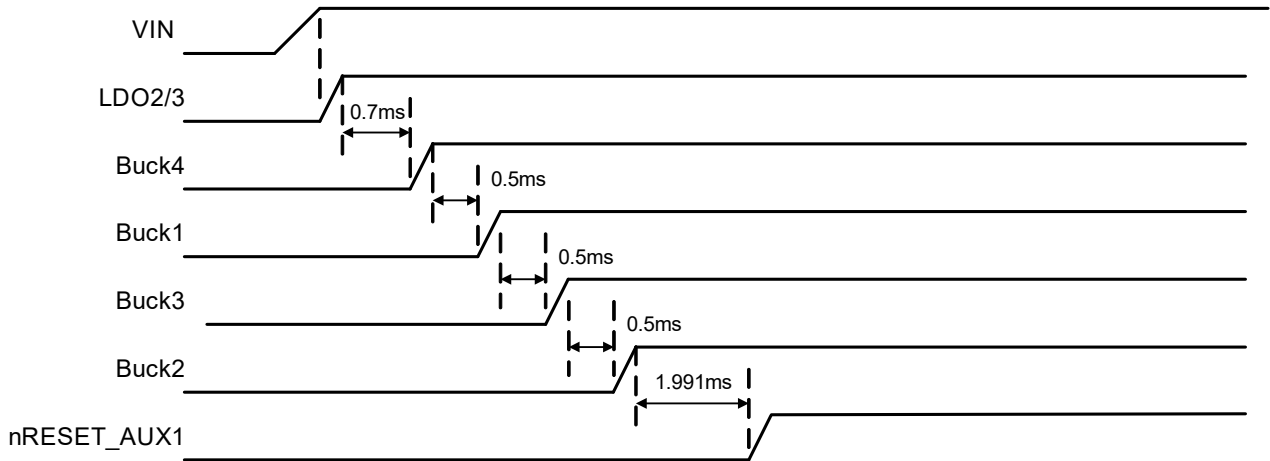 VIN
LDO2/3
0.7ms
Buck4
0.5ms
Buck1
0.5ms
Buck3
0.5ms
Buck2
1.991ms
nRESET_AUX1